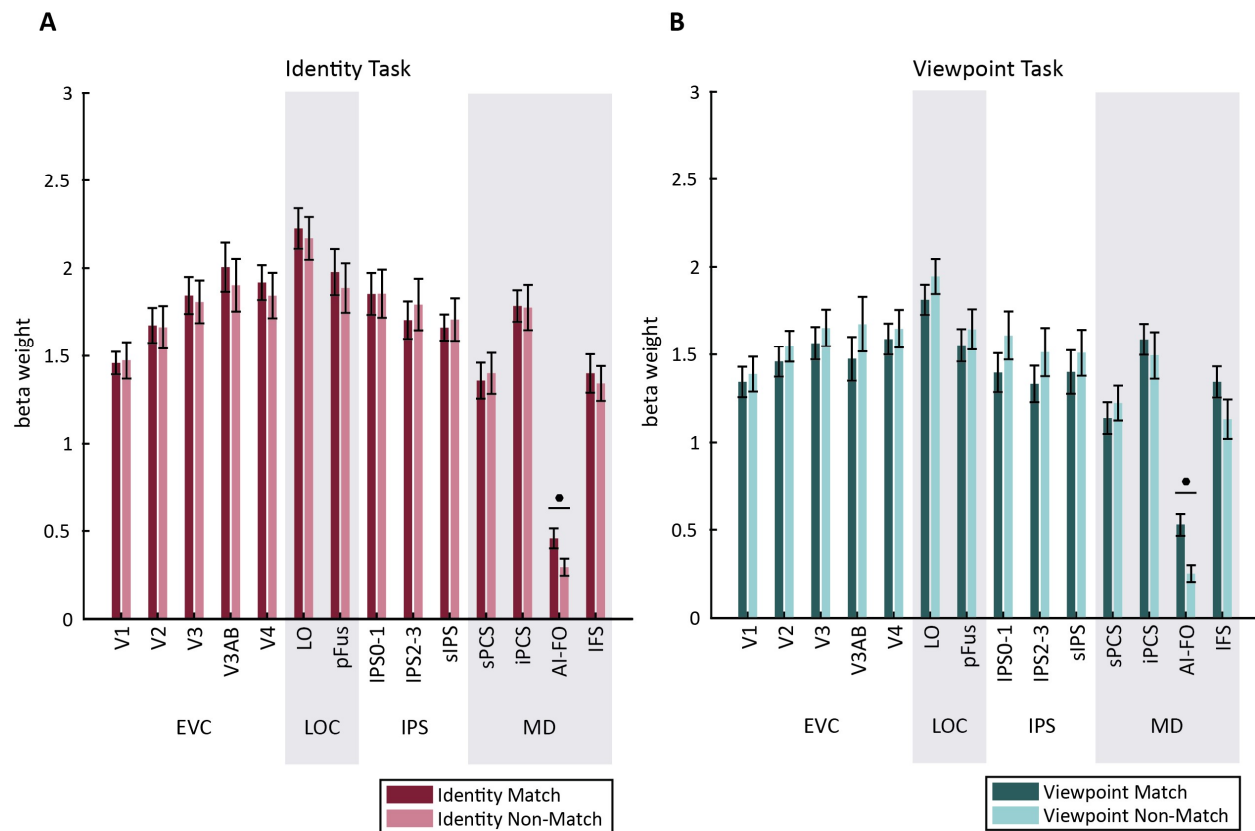 A
Identity Task
3
2.5
2
1.5
1
0.5
0
beta weight
V1
V2
V3
V3AB
V4
LO
pFus
IPS0-1
IPS2-3
sIPS
sPCS
iPCS
AI-FO
IFS
EVC
LOC
IPS
MD
Identity Match
Identity Non-Match
B
Viewpoint Task
3
2.5
2
1.5
1
0.5
0
beta weight
V1
V2
V3
V3AB
V4
LO
pFus
IPS0-1
IPS2-3
sIPS
sPCS
iPCS
AI-FO
IFS
EVC
LOC
IPS
MD
Viewpoint Match
Viewpoint Non-Match